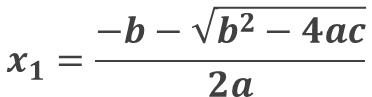 x₁ = (-b - √(b² - 4ac)) / (2a)